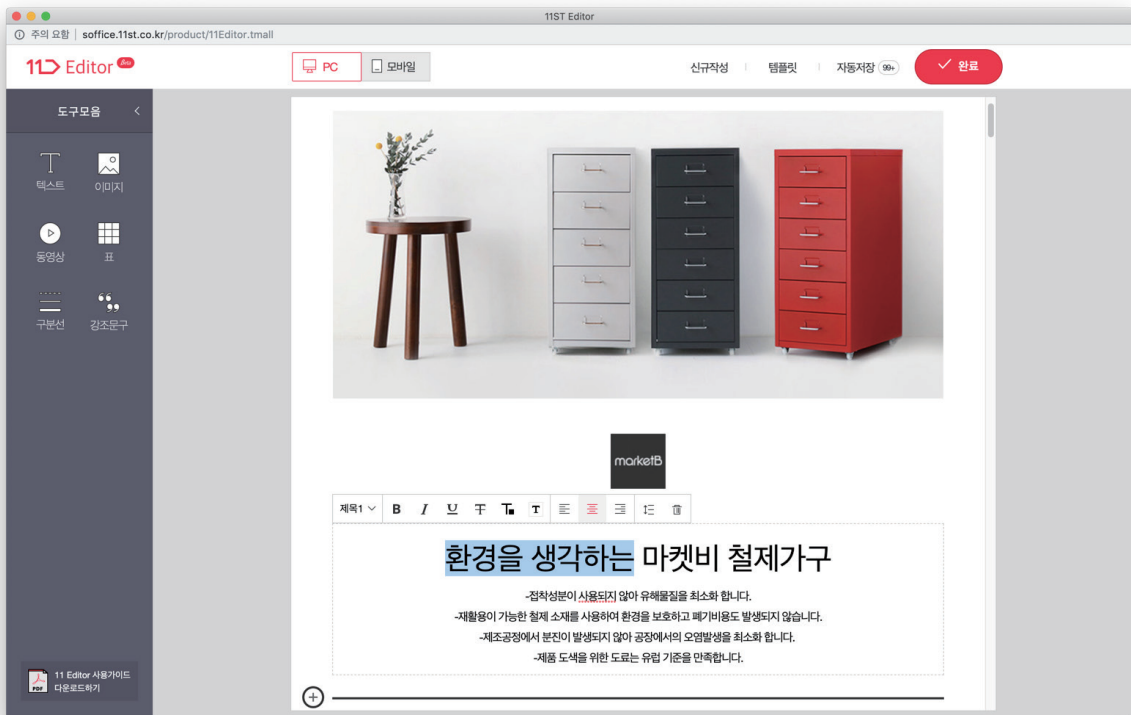 11ST Editor
주의 요함 | soffice.11st.co.kr/product/11Editor.tmall
11 Editor Beta
PC
모바일
신규작성
템플릿
자동저장 99+
완료
도구모음
텍스트
이미지
동영상
표
구분선
강조문구
marketB
제목1
B I U T T T
환경을 생각하는 마켓비 철제가구
-접착성분이 사용되지 않아 유해물질을 최소화 합니다.
-재활용이 가능한 철제 소재를 사용하여 환경을 보호하고 폐기비용도 발생되지 않습니다.
-제조공정에서 분진이 발생되지 않아 공장에서의 오염발생을 최소화 합니다.
-제품 도색을 위한 도료는 유럽 기준을 만족합니다.
PDF
11 Editor 사용가이드
다운로드하기